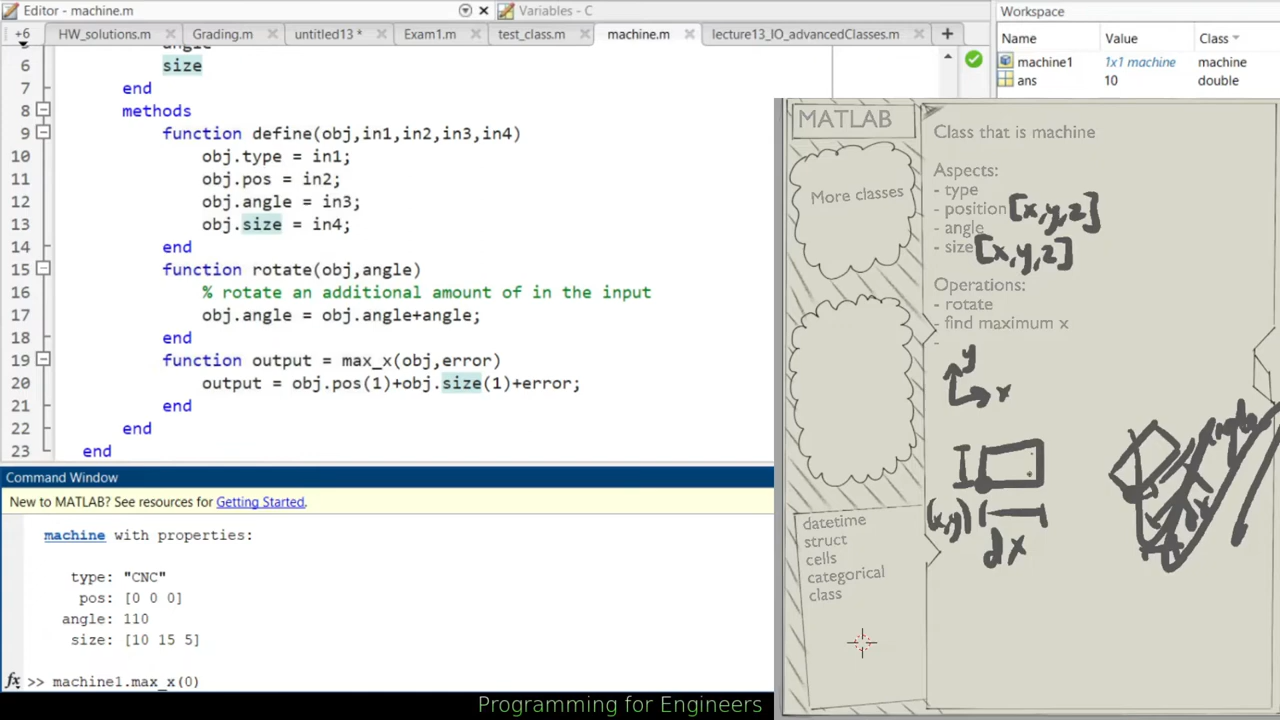 Editor - machine.m
Variables - C
+6 HW_solutions.m Grading.m untitled13 * Exam1.m test_class.m machine.m lecture13_IO_advancedClasses.m
angle
6 size
7 end
8 methods
9 function define(obj,in1,in2,in3,in4)
10 obj.type = in1;
11 obj.pos = in2;
12 obj.angle = in3;
13 obj.size = in4;
14 end
15 function rotate(obj,angle)
16 % rotate an additional amount of in the input
17 obj.angle = obj.angle+angle;
18 end
19 function output = max_x(obj,error)
20 output = obj.pos(1)+obj.size(1)+error;
21 end
22 end
23 end
Command Window
New to MATLAB? See resources for Getting Started.
machine with properties:
type: "CNC"
pos: [0 0 0]
angle: 110
size: [10 15 5]
fx >> machine1.max_x(0)
Workspace
Name Value Class
machine1 1x1 machine machine
ans 10 double
MATLAB
More classes
datetime
struct
cells
categorical
class
Class that is machine
Aspects:
- type
- position [x,y,z]
- angle
- size [x,y,z]
Operations:
- rotate
- find maximum x
-
y
x
(x,y)
dx
angle
dx
Programming for Engineers